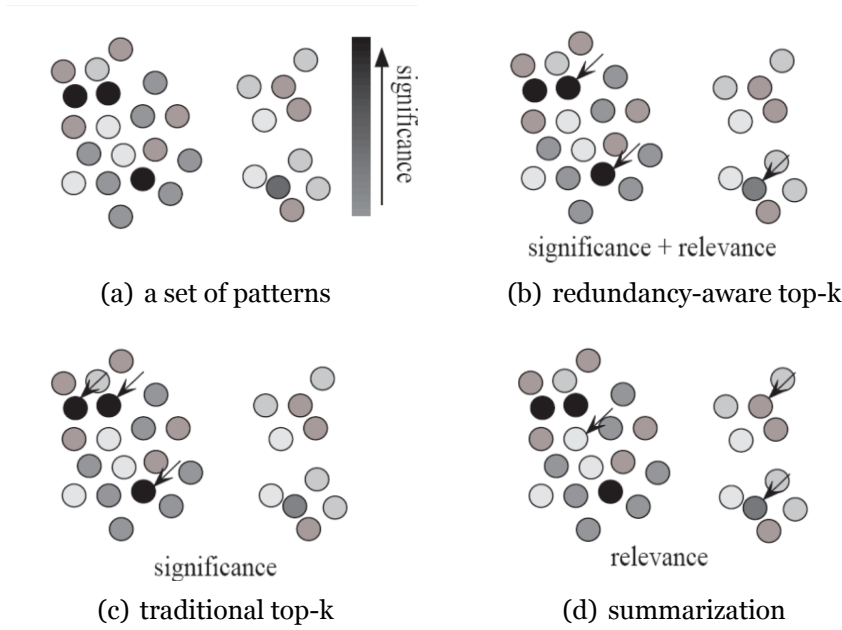 significance
significance + relevance
(a) a set of patterns
(b) redundancy-aware top-k
significance
relevance
(c) traditional top-k
(d) summarization